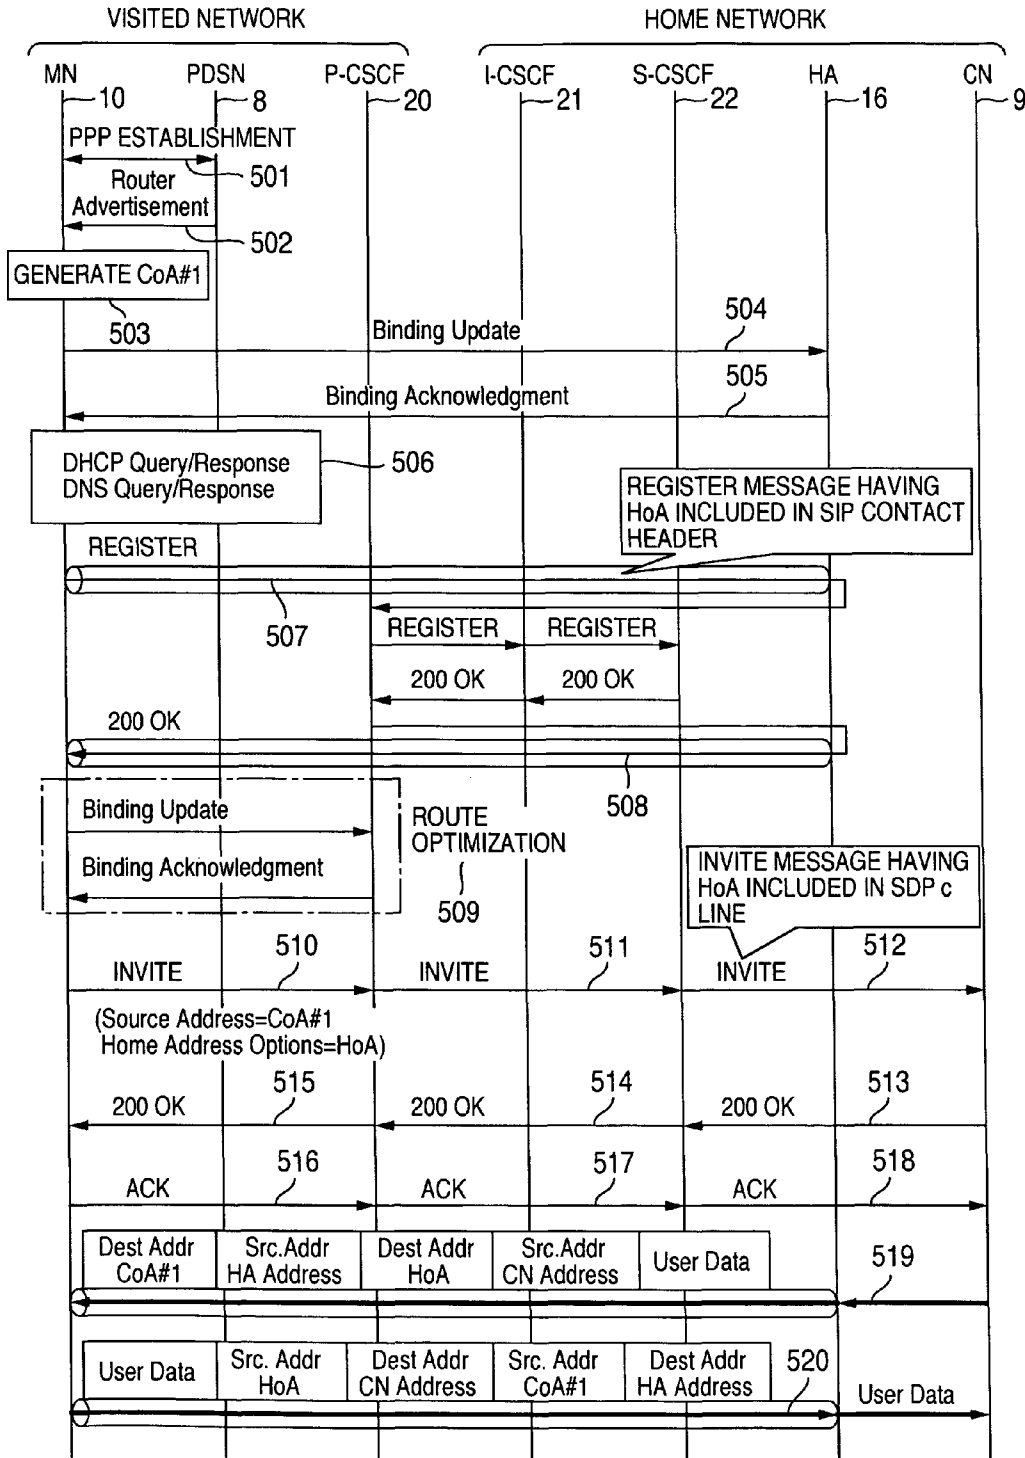 VISITED NETWORK
HOME NETWORK
MN
PDSN
P-CSCF
I-CSCF
S-CSCF
HA
CN
10
8
20
21
22
16
9
PPP ESTABLISHMENT
501
Router
Advertisement
502
GENERATE CoA#1
503
Binding Update
504
Binding Acknowledgment
505
DHCP Query/Response
DNS Query/Response
506
REGISTER MESSAGE HAVING
HoA INCLUDED IN SIP CONTACT
HEADER
REGISTER
507
REGISTER
REGISTER
200 OK
200 OK
200 OK
508
Binding Update
Binding Acknowledgment
ROUTE
OPTIMIZATION
509
INVITE MESSAGE HAVING
HoA INCLUDED IN SDP c
LINE
INVITE
510
INVITE
511
INVITE
512
(Source Address=CoA#1
Home Address Options=HoA)
200 OK
515
200 OK
514
200 OK
513
ACK
516
ACK
517
ACK
518
Dest Addr
CoA#1
Src.Addr
HA Address
Dest Addr
HoA
Src.Addr
CN Address
User Data
519
User Data
Src. Addr
HoA
Dest Addr
CN Address
Src. Addr
CoA#1
Dest Addr
HA Address
520
User Data